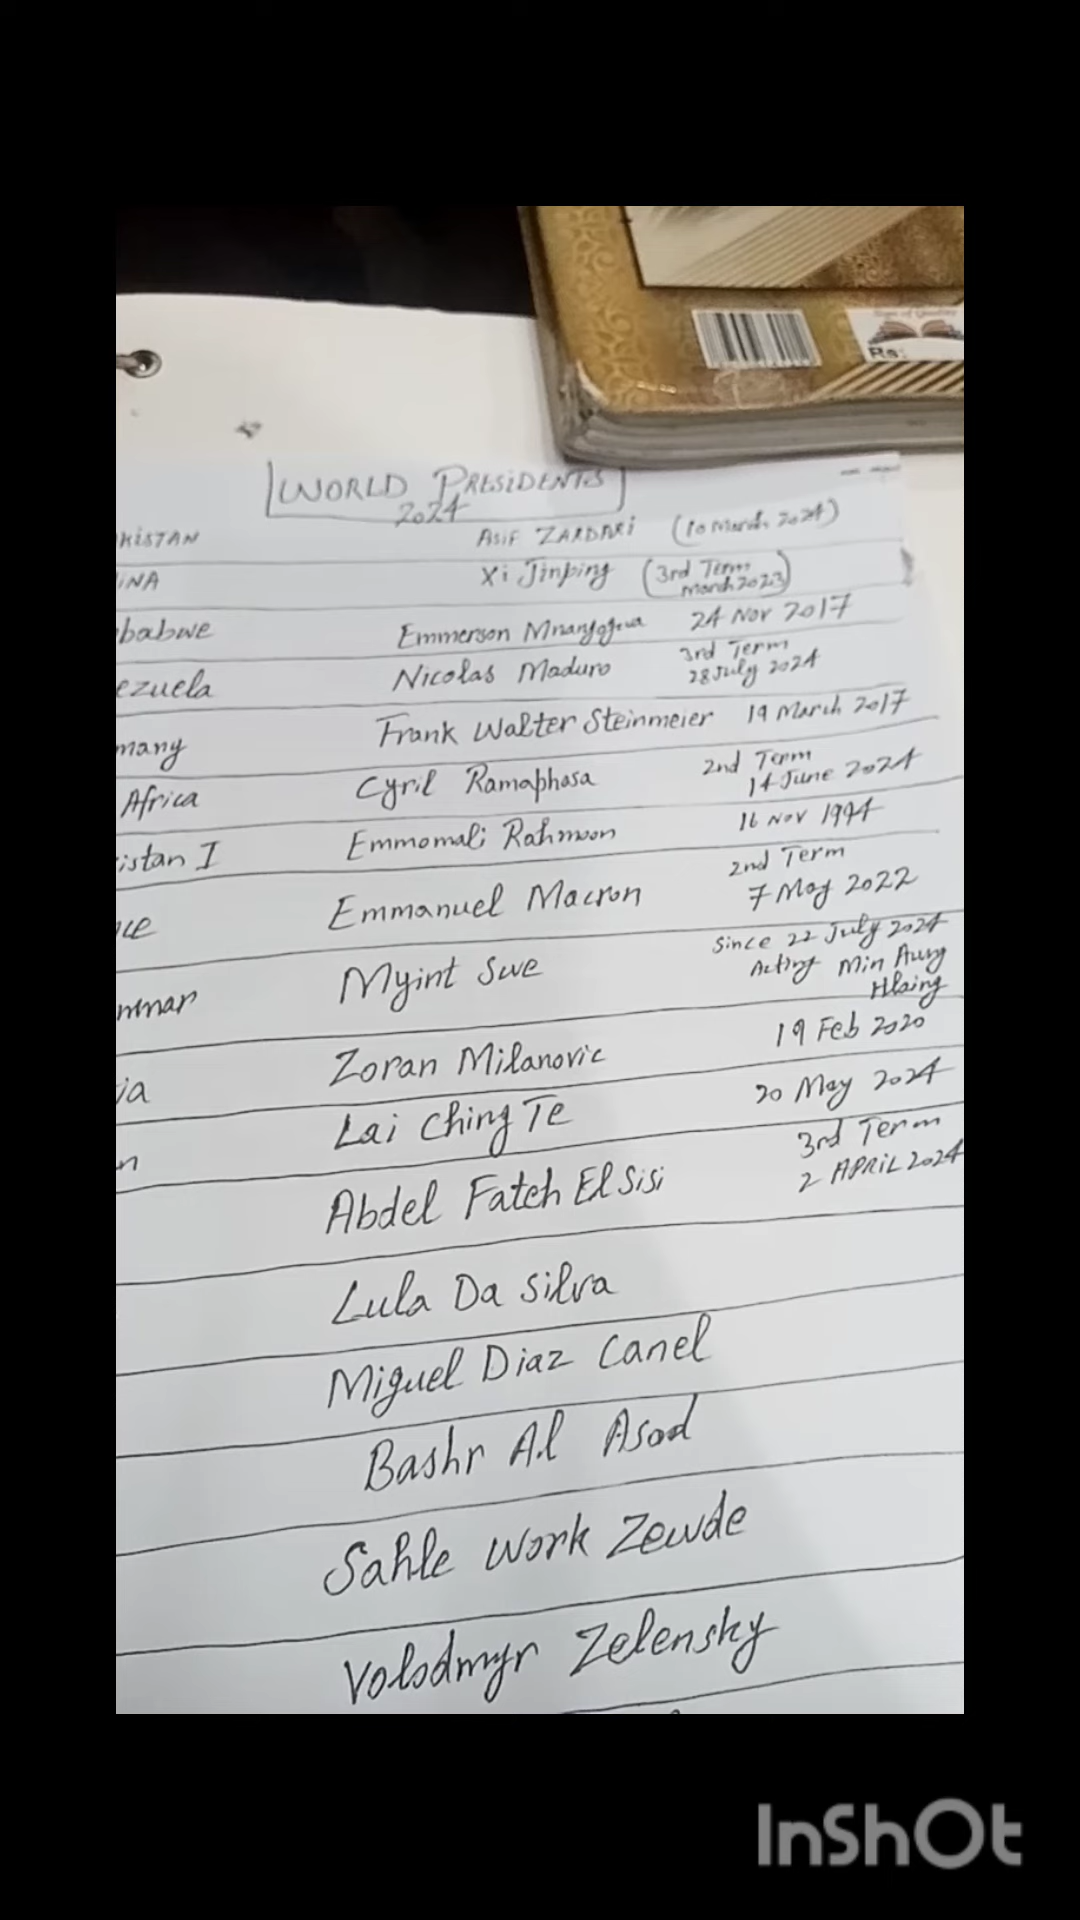 Sign of Quality
Rs:
WORLD PRESIDENTS
2024
KISTAN ASIF ZARDARI (10 March 2024)
INA Xi Jinping (3rd Term
March 2023)
babwe Emmerson Mnangagwa 24 Nov 2017
ezuela Nicolas Maduro 3rd Term
28 July 2024
many Frank Walter Steinmeier 19 March 2017
Africa Cyril Ramaphosa 2nd Term
14 June 2024
istan I Emmomali Rahmoon 16 Nov 1994
ce Emmanuel Macron 2nd Term
7 May 2022
nmar Myint Swe Since 22 July 2024
Acting Min Aung
Hlaing
ia Zoran Milanovic 19 Feb 2020
n Lai Ching Te 20 May 2024
Abdel Fateh El Sisi 3rd Term
2 APRIL 2024
Lula Da Silva
Miguel Diaz Canel
Bashr Al Asad
Sahle Work Zewde
Volodmyr Zelensky
InShOt